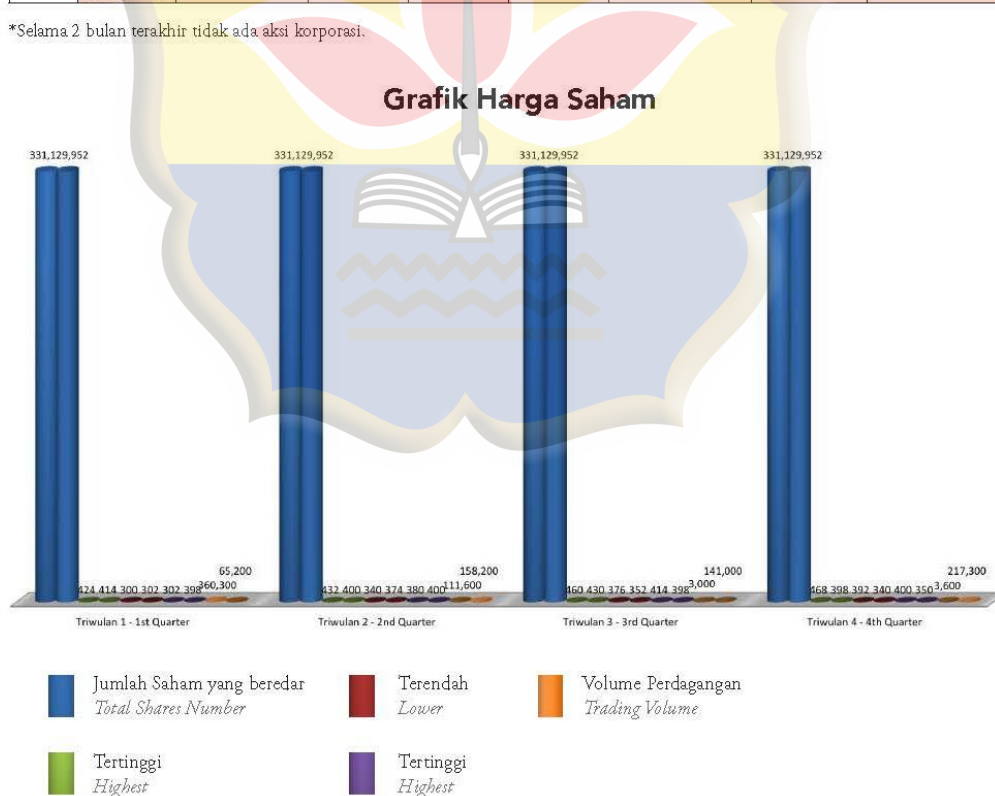 *Selama 2 bulan terakhir tidak ada aksi korporasi.
Grafik Harga Saham
331,129,952
331,129,952
331,129,952
331,129,952
65,200
158,200
141,000
217,300
424 414 300 302 302 398 360,300
432 400 340 374 380 400 111,600
460 430 376 352 414 398 3,000
468 398 392 340 400 350 3,600
Triwulan 1 - 1st Quarter
Triwulan 2 - 2nd Quarter
Triwulan 3 - 3rd Quarter
Triwulan 4 - 4th Quarter
Jumlah Saham yang beredar
Total Shares Number
Terendah
Lower
Volume Perdagangan
Trading Volume
Tertinggi
Highest
Tertinggi
Highest